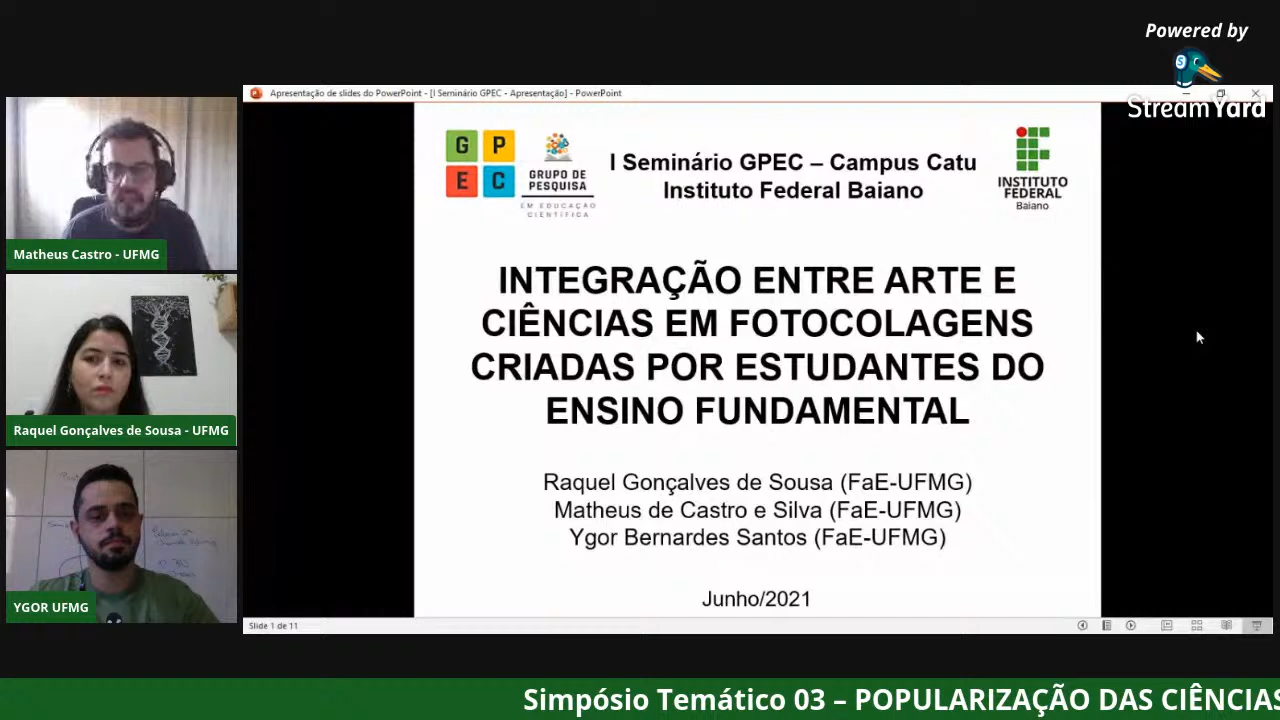 Powered by
StreamYard
Apresentação de slides do PowerPoint - [I Seminário GPEC - Apresentação] - PowerPoint
G P
E C
GRUPO DE
PESQUISA
EM EDUCAÇÃO
CIENTÍFICA
I Seminário GPEC – Campus Catu
Instituto Federal Baiano
INSTITUTO
FEDERAL
Baiano
INTEGRAÇÃO ENTRE ARTE E
CIÊNCIAS EM FOTOCOLAGENS
CRIADAS POR ESTUDANTES DO
ENSINO FUNDAMENTAL
Raquel Gonçalves de Sousa (FaE-UFMG)
Matheus de Castro e Silva (FaE-UFMG)
Ygor Bernardes Santos (FaE-UFMG)
Junho/2021
Slide 1 de 11
Matheus Castro - UFMG
Raquel Gonçalves de Sousa - UFMG
YGOR UFMG
Simpósio Temático 03 – POPULARIZAÇÃO DAS CIÊNCIAS